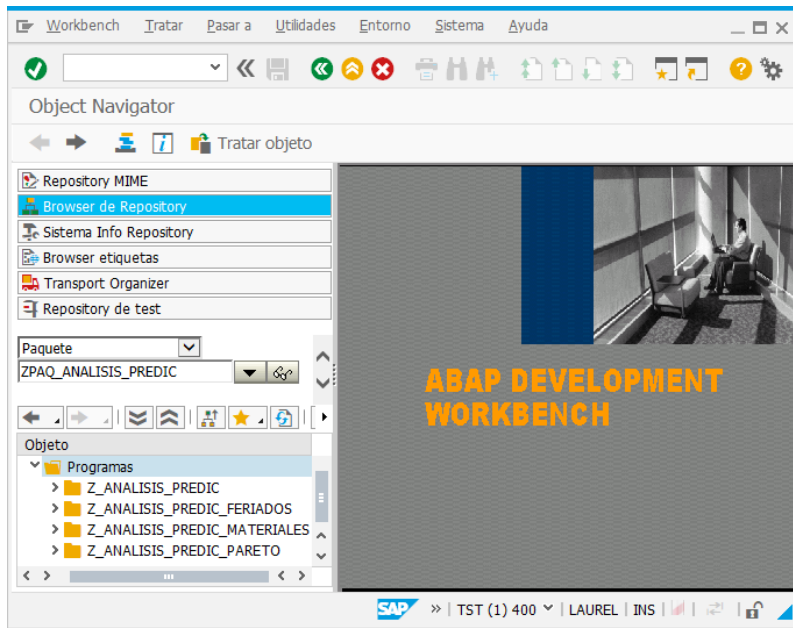 Workbench Tratar Pasar a Utilidades Entorno Sistema Ayuda
Object Navigator
Tratar objeto
Repository MIME
Browser de Repository
Sistema Info Repository
Browser etiquetas
Transport Organizer
Repository de test
Paquete
ZPAQ_ANALISIS_PREDIC
Objeto
Programas
Z_ANALISIS_PREDIC
Z_ANALISIS_PREDIC_FERIADOS
Z_ANALISIS_PREDIC_MATERIALES
Z_ANALISIS_PREDIC_PARETO
ABAP DEVELOPMENT
WORKBENCH
SAP » | TST (1) 400 | LAUREL | INS